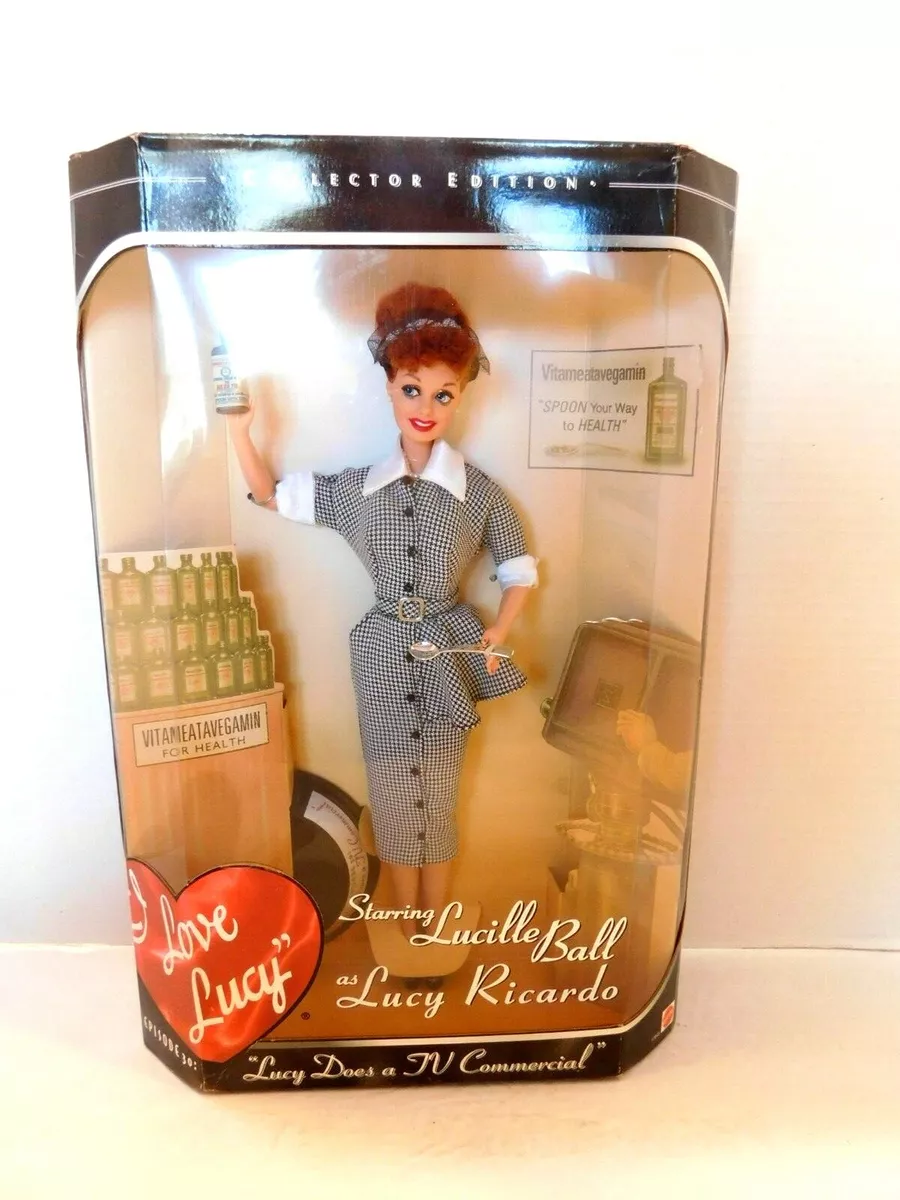 COLLECTOR EDITION
Vitameatavegamin
"SPOON Your Way
to HEALTH"
VITAMEATAVEGAMIN
FOR HEALTH
I
Love
Lucy"
®
Starring Lucille Ball
as Lucy Ricardo
EPISODE 30:
"Lucy Does a TV Commercial"